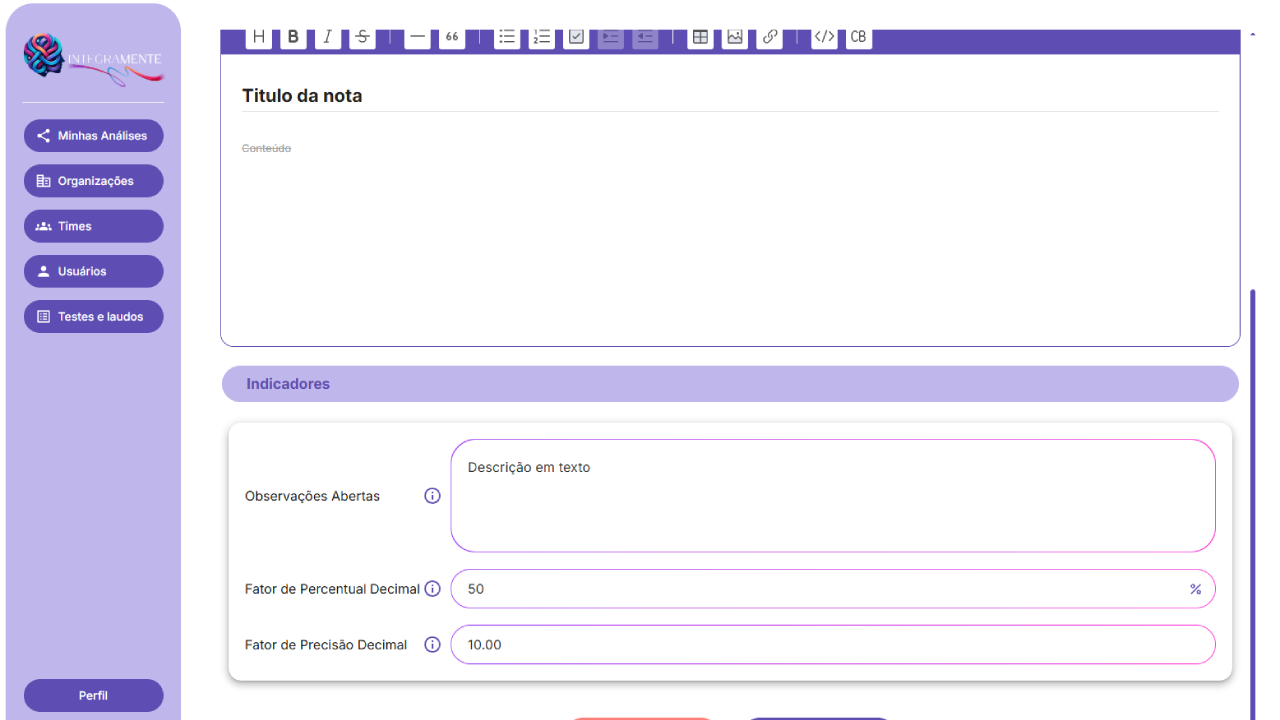 INTEGRAMENTE
Minhas Análises
Organizações
Times
Usuários
Testes e laudos
Perfil
H B I S — 66 </> CB
Titulo da nota
Conteúdo
Indicadores
Observações Abertas
Descrição em texto
Fator de Percentual Decimal
50 %
Fator de Precisão Decimal
10.00